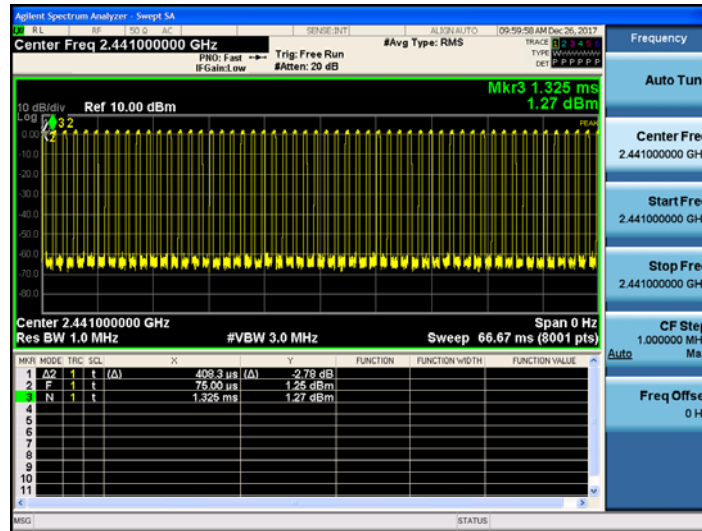 Agilent Spectrum Analyzer - Swept SA
RL RF 50 Ω AC SENSE:INT ALIGN AUTO 09:59:58 AM Dec 26, 2017
Center Freq 2.441000000 GHz
PNO: Fast
IFGain:Low
Trig: Free Run
#Atten: 20 dB
#Avg Type: RMS
TRACE 1 2 3 4 5 6
TYPE
DET P P P P P P
Mkr3 1.325 ms
1.27 dBm
10 dB/div Ref 10.00 dBm
Log
PEAK
3 2
0.00
-10.0
-20.0
-30.0
-40.0
-50.0
-60.0
-70.0
-80.0
Center 2.441000000 GHz Span 0 Hz
Res BW 1.0 MHz #VBW 3.0 MHz Sweep 66.67 ms (8001 pts)
MKR MODE TRC SCL X Y FUNCTION FUNCTION WIDTH FUNCTION VALUE
1 Δ2 1 t (Δ) 408.3 µs (Δ) -2.78 dB
2 F 1 t 75.00 µs 1.25 dBm
3 N 1 t 1.325 ms 1.27 dBm
4
5
6
7
8
9
10
11
MSG STATUS
Frequency
Auto Tun
Center Fre
2.441000000 GH
Start Fre
2.441000000 GH
Stop Fre
2.441000000 GH
CF Step
1.000000 MH
Auto Ma
Freq Offse
0 H